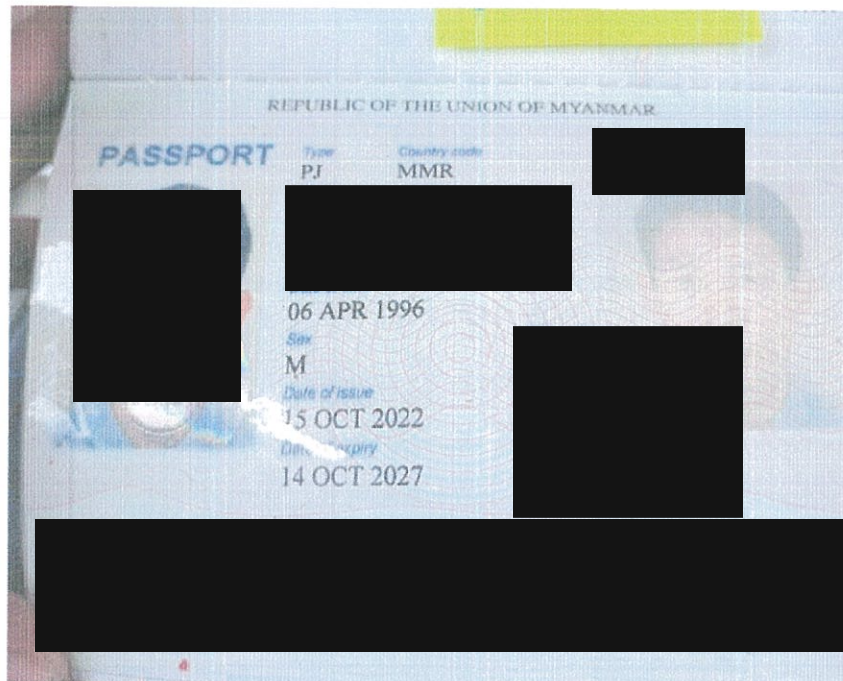 REPUBLIC OF THE UNION OF MYANMAR
PASSPORT Type Country code
PJ MMR
06 APR 1996
Sex
M
Date of issue
15 OCT 2022
expiry
14 OCT 2027